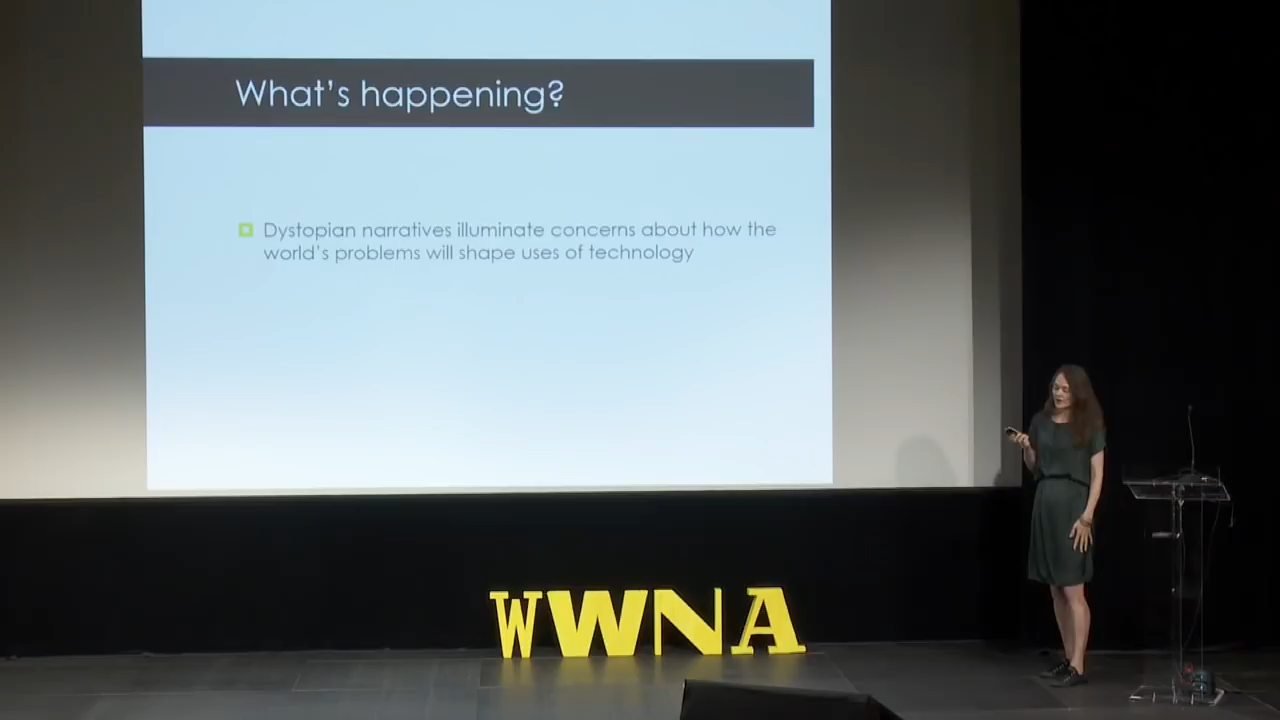 What's happening?
Dystopian narratives illuminate concerns about how the
world's problems will shape uses of technology
WWNA